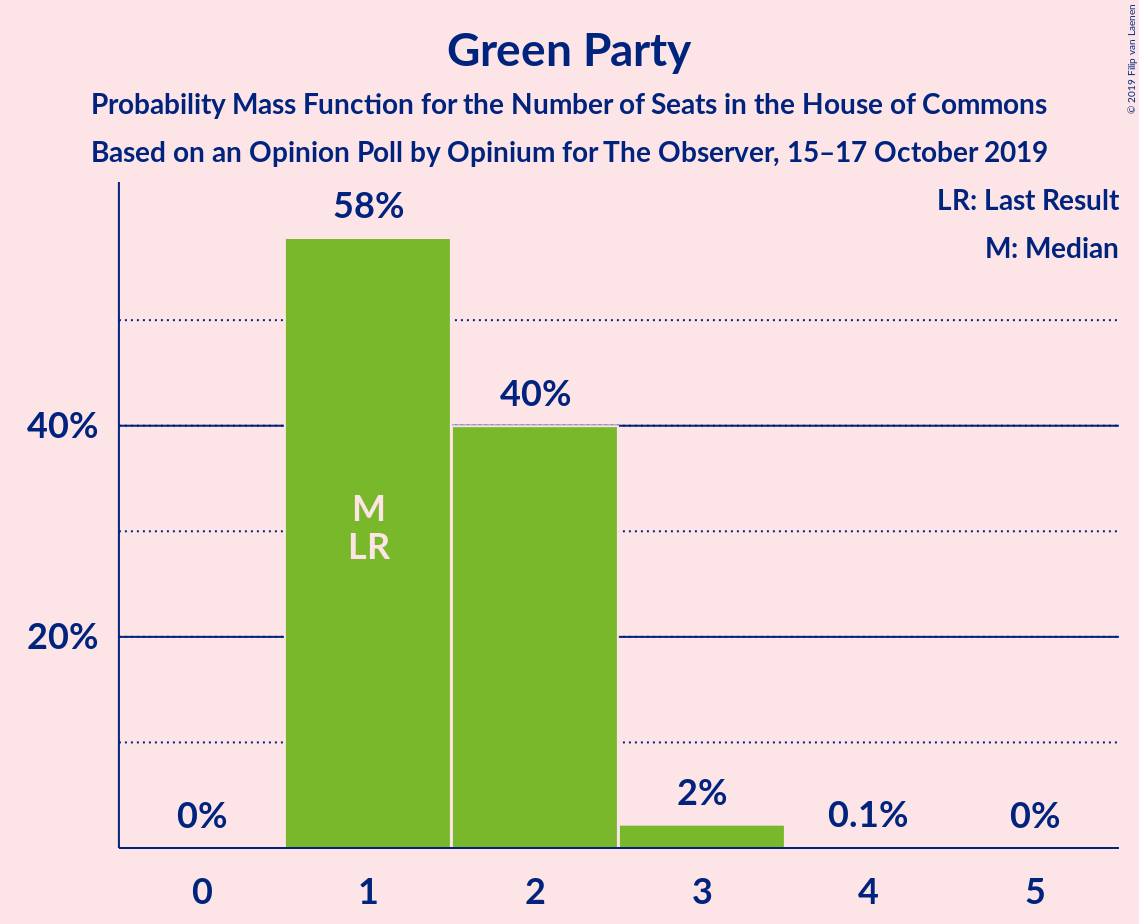 Green Party
Probability Mass Function for the Number of Seats in the House of Commons
Based on an Opinion Poll by Opinium for The Observer, 15–17 October 2019
© 2019 Filip van Laenen
LR: Last Result
M: Median
58%
40%
40%
M
LR
20%
0%
2%
0.1%
0%
0
1
2
3
4
5